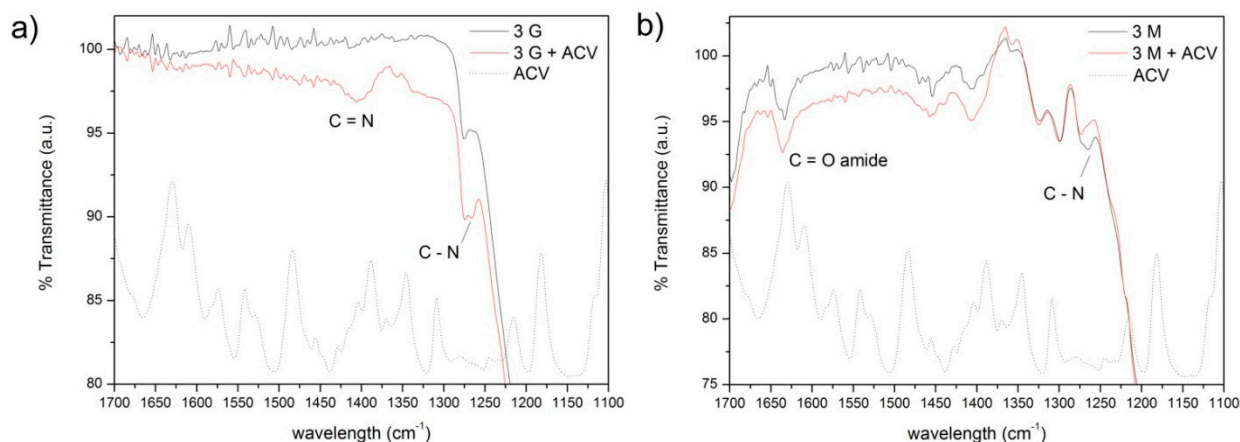 a)
3 G
3 G + ACV
ACV
C = N
C - N
% Transmittance (a.u.)
100
95
90
85
80
1700 1650 1600 1550 1500 1450 1400 1350 1300 1250 1200 1150 1100
wavelength (cm⁻¹)
b)
3 M
3 M + ACV
ACV
C = O amide
C - N
% Transmittance (a.u.)
100
95
90
85
80
75
1700 1650 1600 1550 1500 1450 1400 1350 1300 1250 1200 1150 1100
wavelength (cm⁻¹)